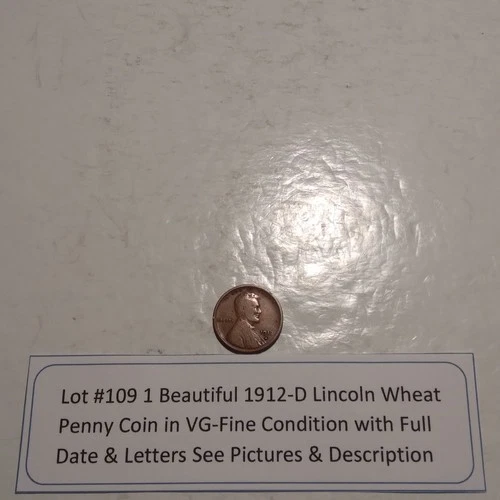 Lot #109 1 Beautiful 1912-D Lincoln Wheat
Penny Coin in VG-Fine Condition with Full
Date & Letters See Pictures & Description